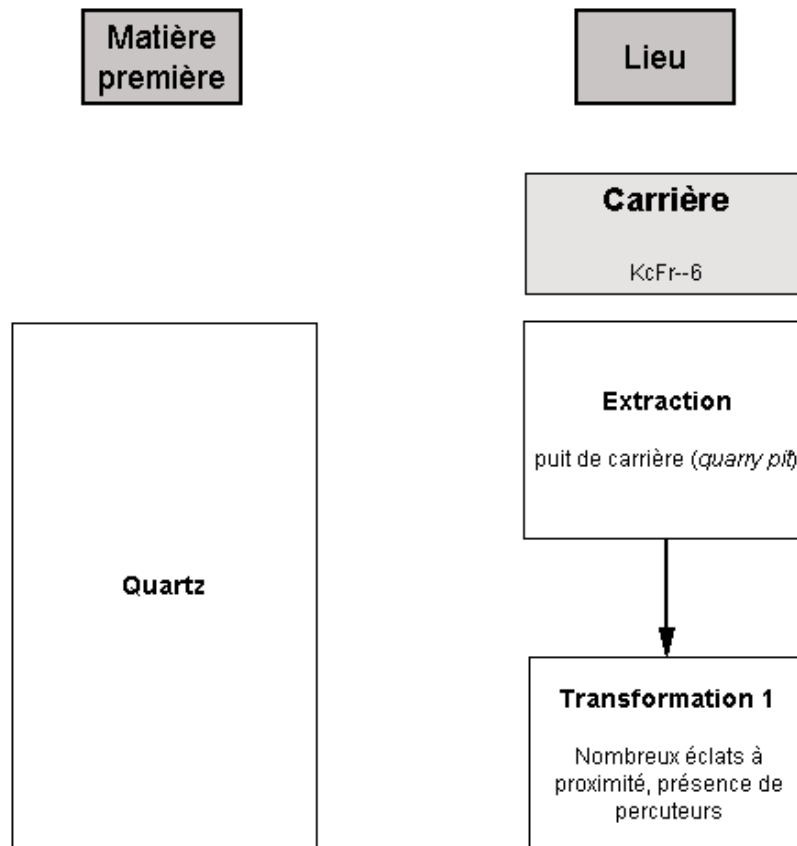 Matière
première
Lieu
Carrière
KcFr--6
Extraction
puit de carrière (quarry pit)
Quartz
Transformation 1
Nombreux éclats à
proximité, présence de
percuteurs